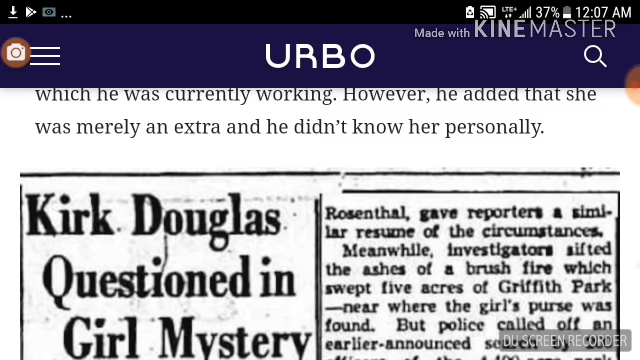 37% 12:07 AM
Made with KINEMASTER
URBO
which he was currently working. However, he added that she
was merely an extra and he didn’t know her personally.
Kirk Douglas
Questioned in
Girl Mystery
Rosenthal, gave reporters a simi-
lar resume of the circumstances.
Meanwhile, investigators sifted
the ashes of a brush fire which
swept five acres of Griffith Park
—near where the girl's purse was
found. But police called off an
earlier-announced
DU SCREEN RECORDER